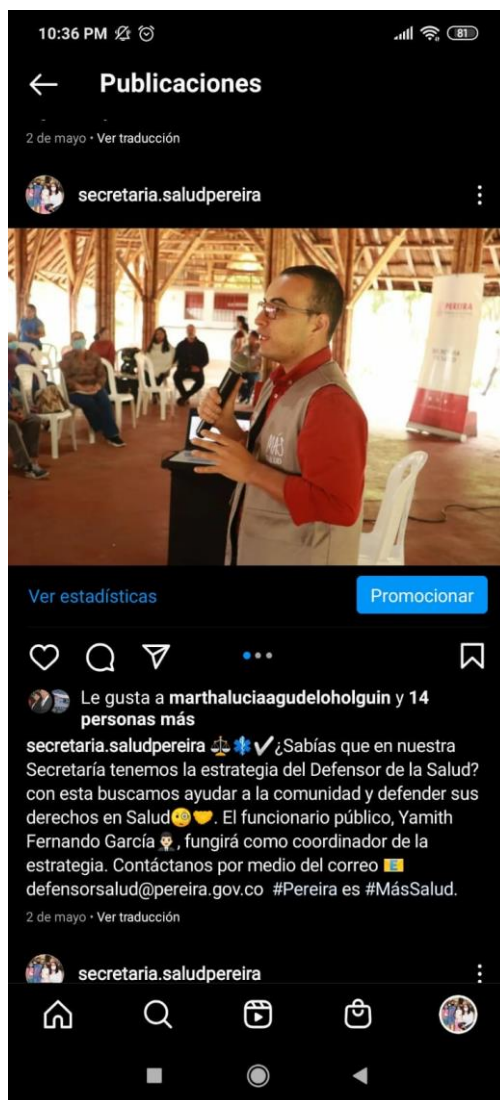 10:36 PM
81
Publicaciones
2 de mayo • Ver traducción
secretaria.saludpereira
PEREIRA
MÁS
Ver estadísticas
Promocionar
Le gusta a marthaluciaagudeloholguin y 14
personas más
secretaria.saludpereira ⚖️⚕️✔️¿Sabías que en nuestra
Secretaría tenemos la estrategia del Defensor de la Salud?
con esta buscamos ayudar a la comunidad y defender sus
derechos en Salud🧐🤝. El funcionario público, Yamith
Fernando García🤵🏻, fungirá como coordinador de la
estrategia. Contáctanos por medio del correo 📧
defensorsalud@pereira.gov.co #Pereira es #MásSalud.
2 de mayo • Ver traducción
secretaria.saludpereira